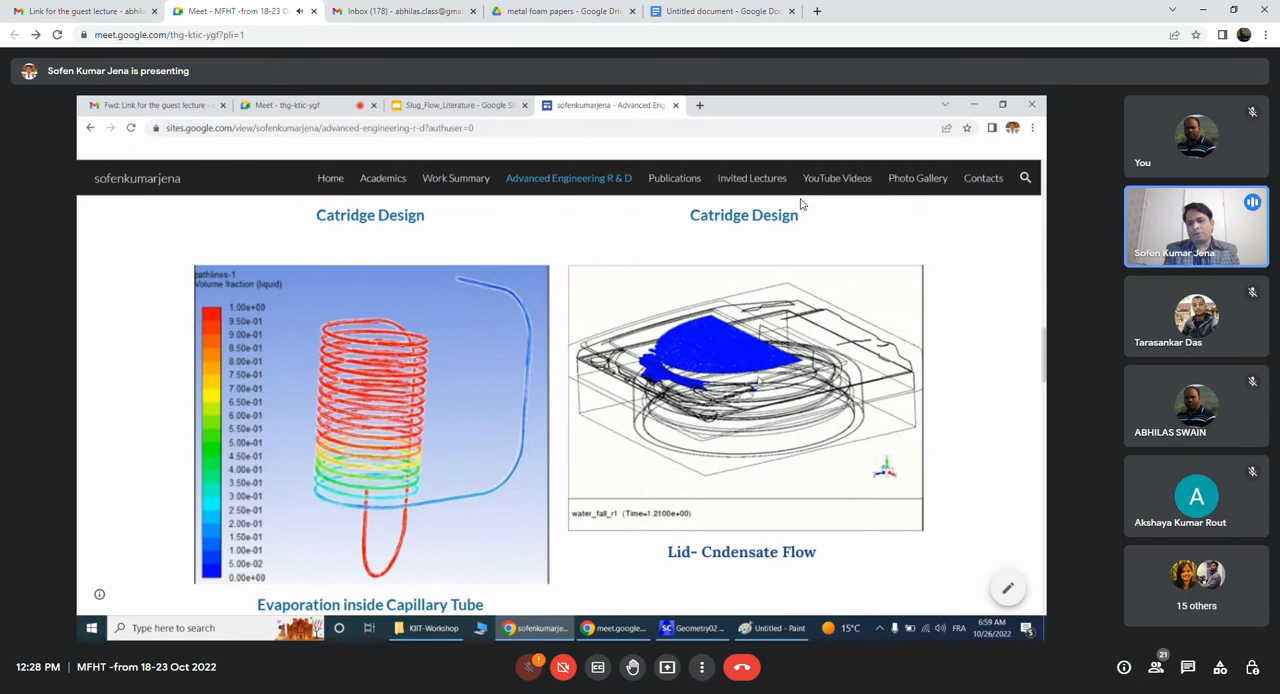 Link for the guest lecture - abhila
Meet - MFHT -from 18-23 O
Inbox (178) - abhilas.class@gma
metal foam papers - Google Driv
Untitled document - Google Doc
meet.google.com/thg-ktic-ygf?pli=1
Sofen Kumar Jena is presenting
Fwd: Link for the guest lecture - s
Meet - thg-ktic-ygf
Slug_Flow_Literature - Google Sl
sofenkumarjena - Advanced Eng
sites.google.com/view/sofenkumarjena/advanced-engineering-r-d?authuser=0
sofenkumarjena
Home
Academics
Work Summary
Advanced Engineering R & D
Publications
Invited Lectures
YouTube Videos
Photo Gallery
Contacts
Catridge Design
Catridge Design
pathlines-1
Volume fraction (liquid)
1.00e+00
9.50e-01
9.00e-01
8.50e-01
8.00e-01
7.50e-01
7.00e-01
6.50e-01
6.00e-01
5.50e-01
5.00e-01
4.50e-01
4.00e-01
3.50e-01
3.00e-01
2.50e-01
2.00e-01
1.50e-01
1.00e-01
5.00e-02
0.00e+00
water_fall_r1 (Time=1.2100e+00)
Lid- Cndensate Flow
Evaporation inside Capillary Tube
Type here to search
KIIT-Workshop
sofenkumarje...
meet.google...
Geometry02 ...
Untitled - Paint
15°C
FRA
6:59 AM
10/26/2022
5
You
Sofen Kumar Jena
Tarasankar Das
ABHILAS SWAIN
A
Akshaya Kumar Rout
15 others
12:28 PM | MFHT -from 18-23 Oct 2022
21